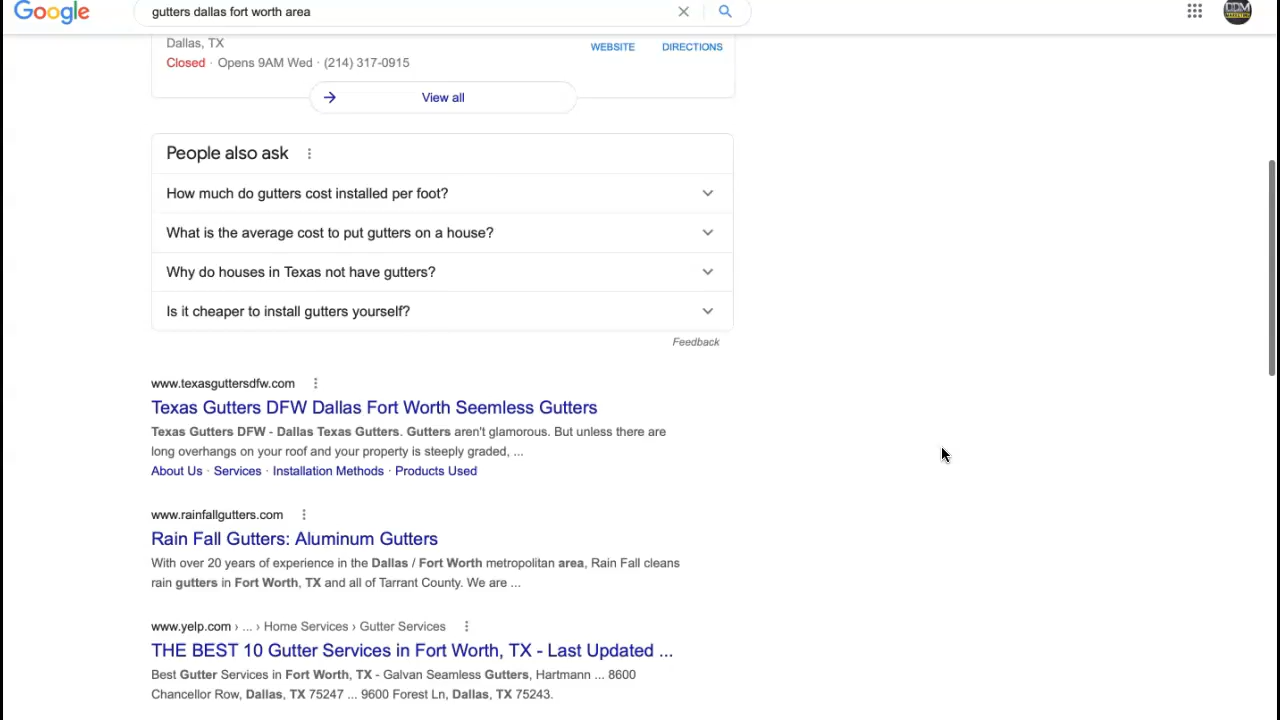 Google
gutters dallas fort worth area
Dallas, TX
WEBSITE
DIRECTIONS
Closed · Opens 9AM Wed · (214) 317-0915
View all
People also ask
How much do gutters cost installed per foot?
What is the average cost to put gutters on a house?
Why do houses in Texas not have gutters?
Is it cheaper to install gutters yourself?
Feedback
www.texasguttersdfw.com
Texas Gutters DFW Dallas Fort Worth Seemless Gutters
Texas Gutters DFW - Dallas Texas Gutters. Gutters aren't glamorous. But unless there are
long overhangs on your roof and your property is steeply graded, ...
About Us · Services · Installation Methods · Products Used
www.rainfallgutters.com
Rain Fall Gutters: Aluminum Gutters
With over 20 years of experience in the Dallas / Fort Worth metropolitan area, Rain Fall cleans
rain gutters in Fort Worth, TX and all of Tarrant County. We are ...
www.yelp.com › ... › Home Services › Gutter Services
THE BEST 10 Gutter Services in Fort Worth, TX - Last Updated ...
Best Gutter Services in Fort Worth, TX - Galvan Seamless Gutters, Hartmann ... 8600
Chancellor Row, Dallas, TX 75247 ... 9600 Forest Ln, Dallas, TX 75243.